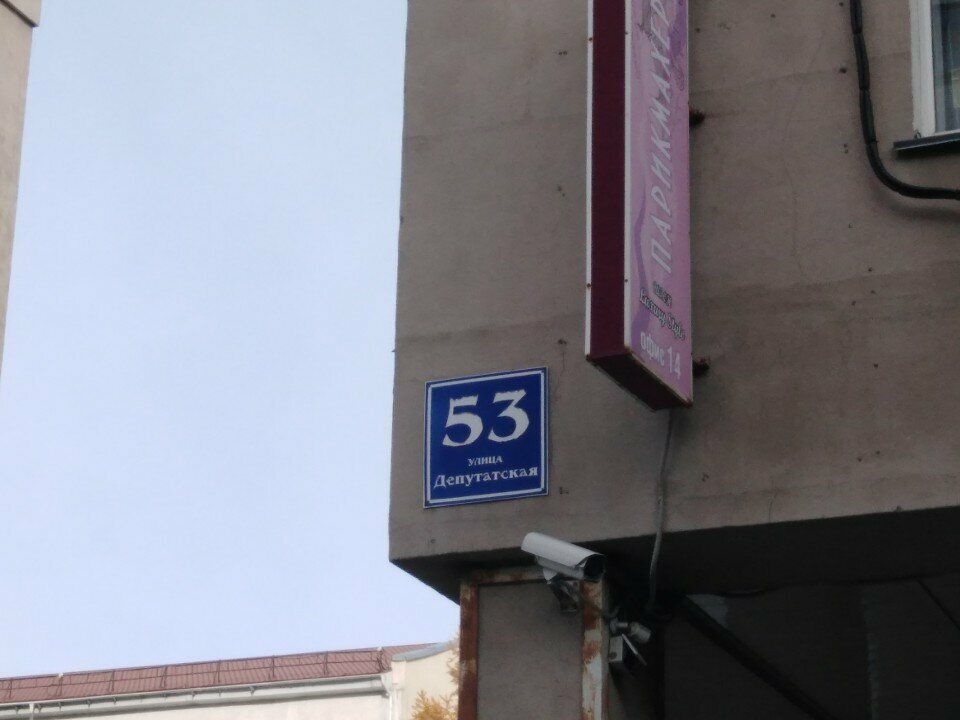 ПАРИКМАХЕР
офис 14
53
улица
Депутатская